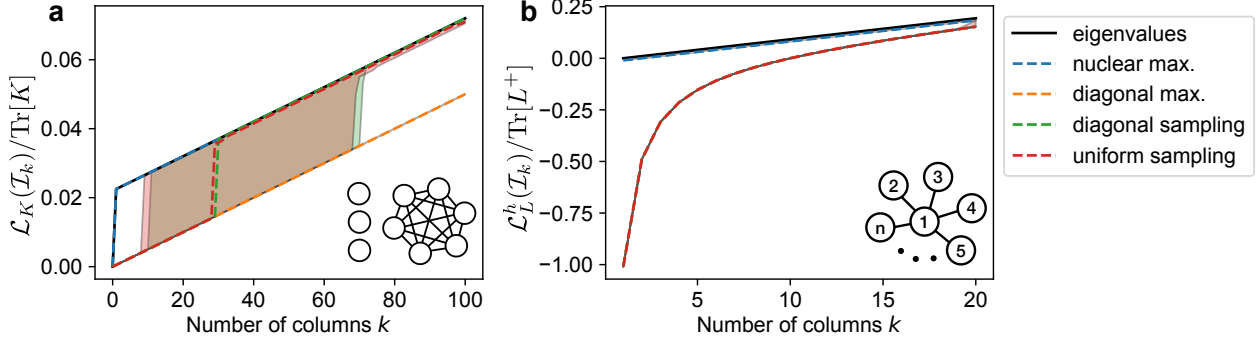 a
0.06
0.04
0.02
0.00
0
20
40
60
80
100
Number of columns k
ℒ_K(ℐ_k)/Tr[K]
b
0.25
0.00
−0.25
−0.50
−0.75
−1.00
5
10
15
20
Number of columns k
ℒ^h_L(ℐ_k)/Tr[L⁺]
2
3
4
1
n
5
eigenvalues
nuclear max.
diagonal max.
diagonal sampling
uniform sampling